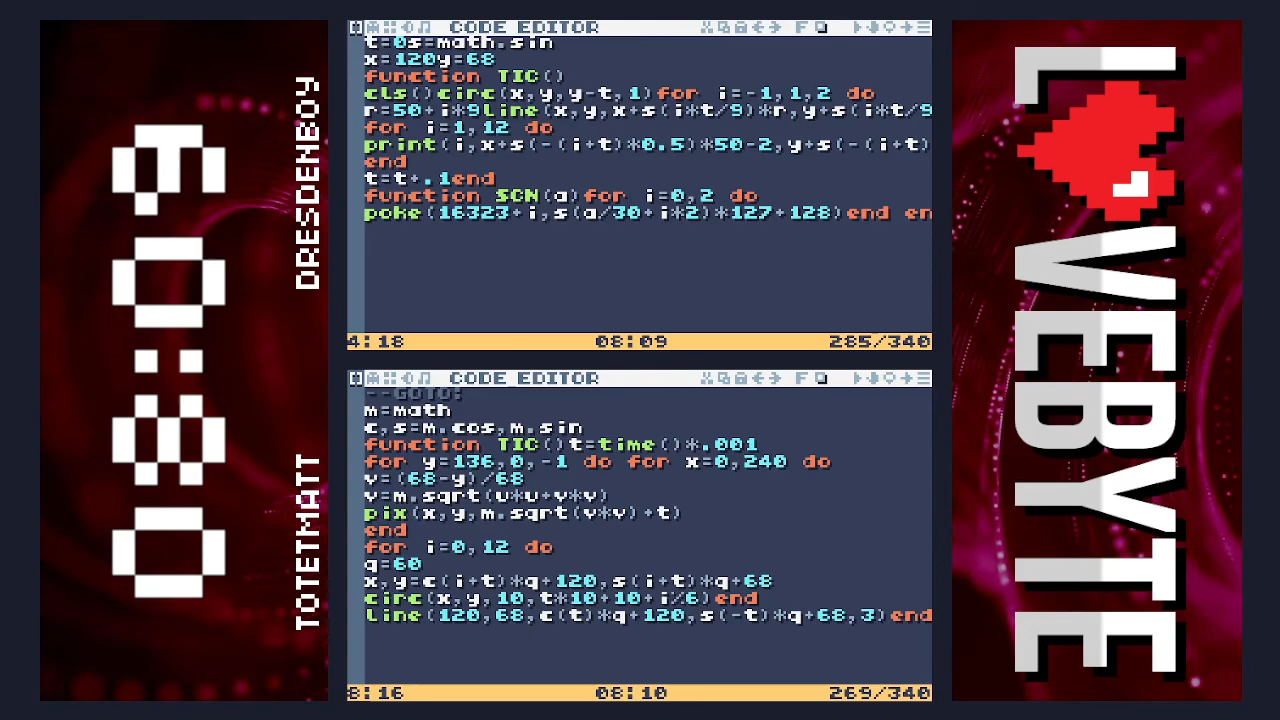 08:09
DRESDENBOY
TOTETMATT
CODE EDITOR
F
t=0s=math.sin
x=120y=68
function TIC()
cls()circ(x,y,y-t,1)for i=-1,1,2 do
r=50+i*9line(x,y,x+s(i*t/9)*r,y+s(i*t/9
for i=1,12 do
print(i,x+s(-(i+t)*0.5)*50-2,y+s(-(i+t)
end
t=t+.1end
function SCN(a)for i=0,2 do
poke(16323+i,s(a/30+i*2)*127+128)end en
4:18 08:09 285/340
CODE EDITOR
F
--GOTO:
m=math
c,s=m.cos,m.sin
function TIC()t=time()*.001
for y=136,0,-1 do for x=0,240 do
v=(68-y)/68
v=m.sqrt(u*u+v*v)
pix(x,y,m.sqrt(v*v)+t)
end
for i=0,12 do
q=60
x,y=c(i+t)*q+120,s(i+t)*q+68
circ(x,y,10,t*10+10+i%6)end
line(120,68,c(t)*q+120,s(-t)*q+68,3)end
8:16 08:10 269/340
LOVEBYTE